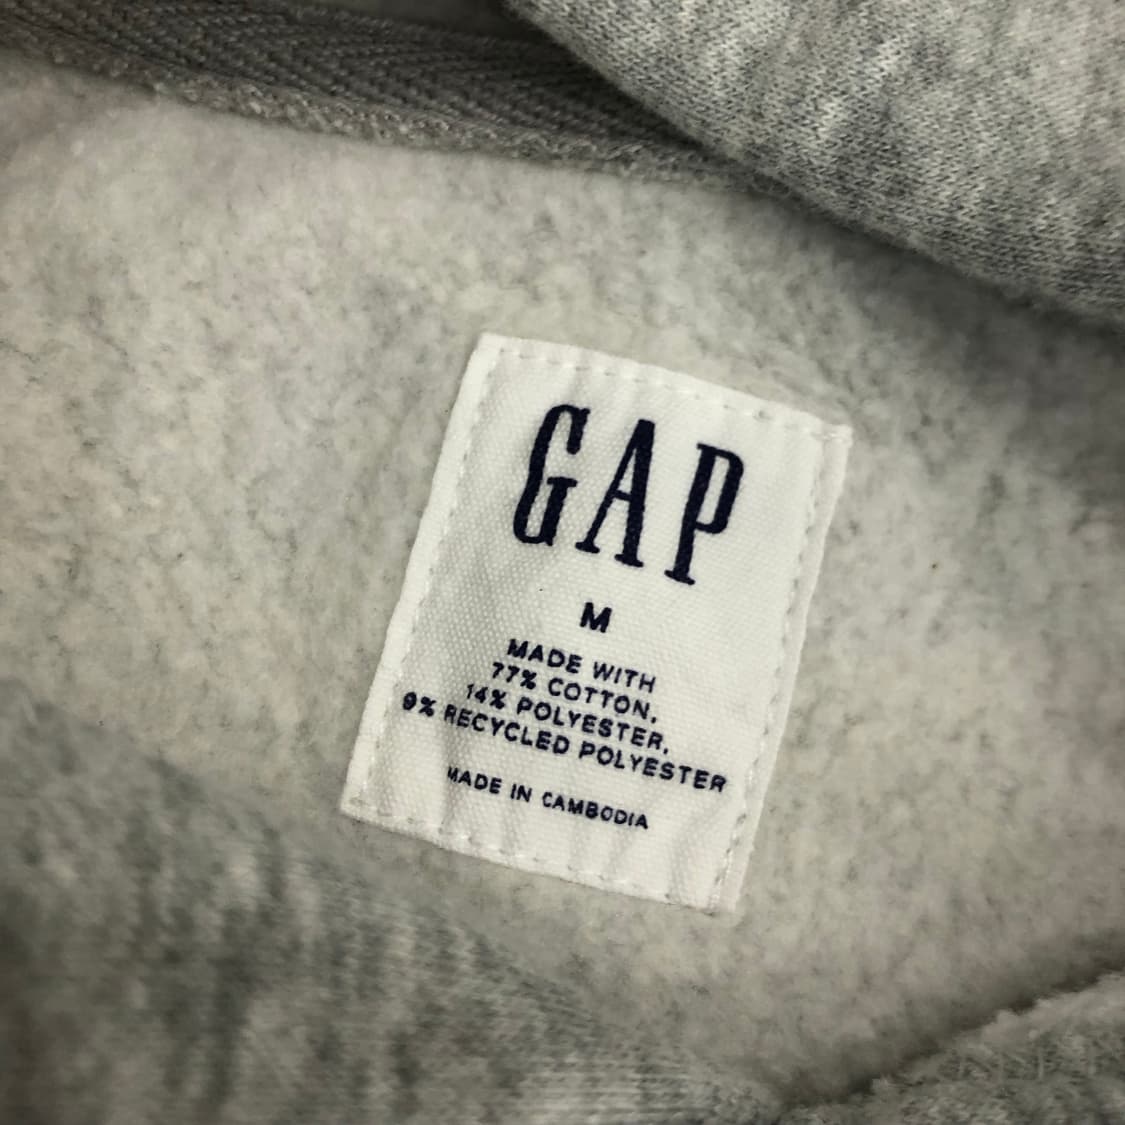 GAP
M
MADE WITH
77% COTTON,
14% POLYESTER,
9% RECYCLED POLYESTER
MADE IN CAMBODIA